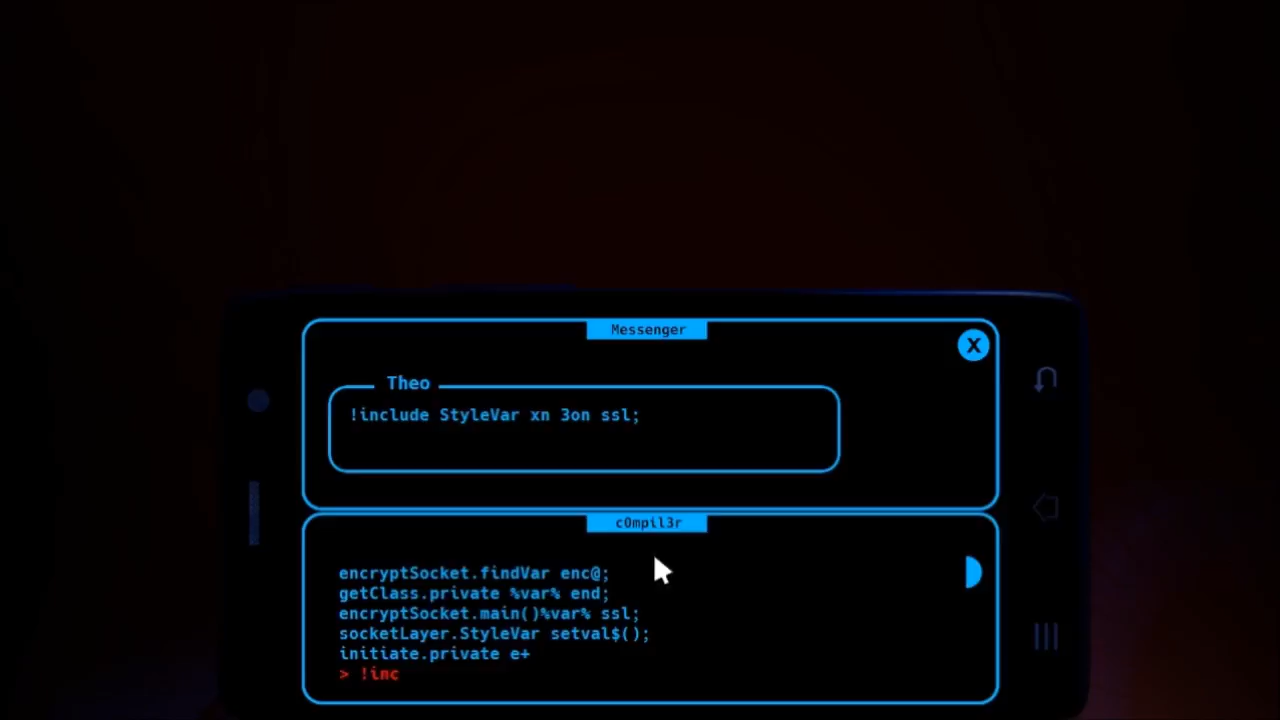 Messenger
X
Theo
!include StyleVar xn 3on ssl;
c0mpil3r
encryptSocket.findVar enc@;
getClass.private %var% end;
encryptSocket.main()%var% ssl;
socketLayer.StyleVar setval$();
initiate.private e+
> !inc